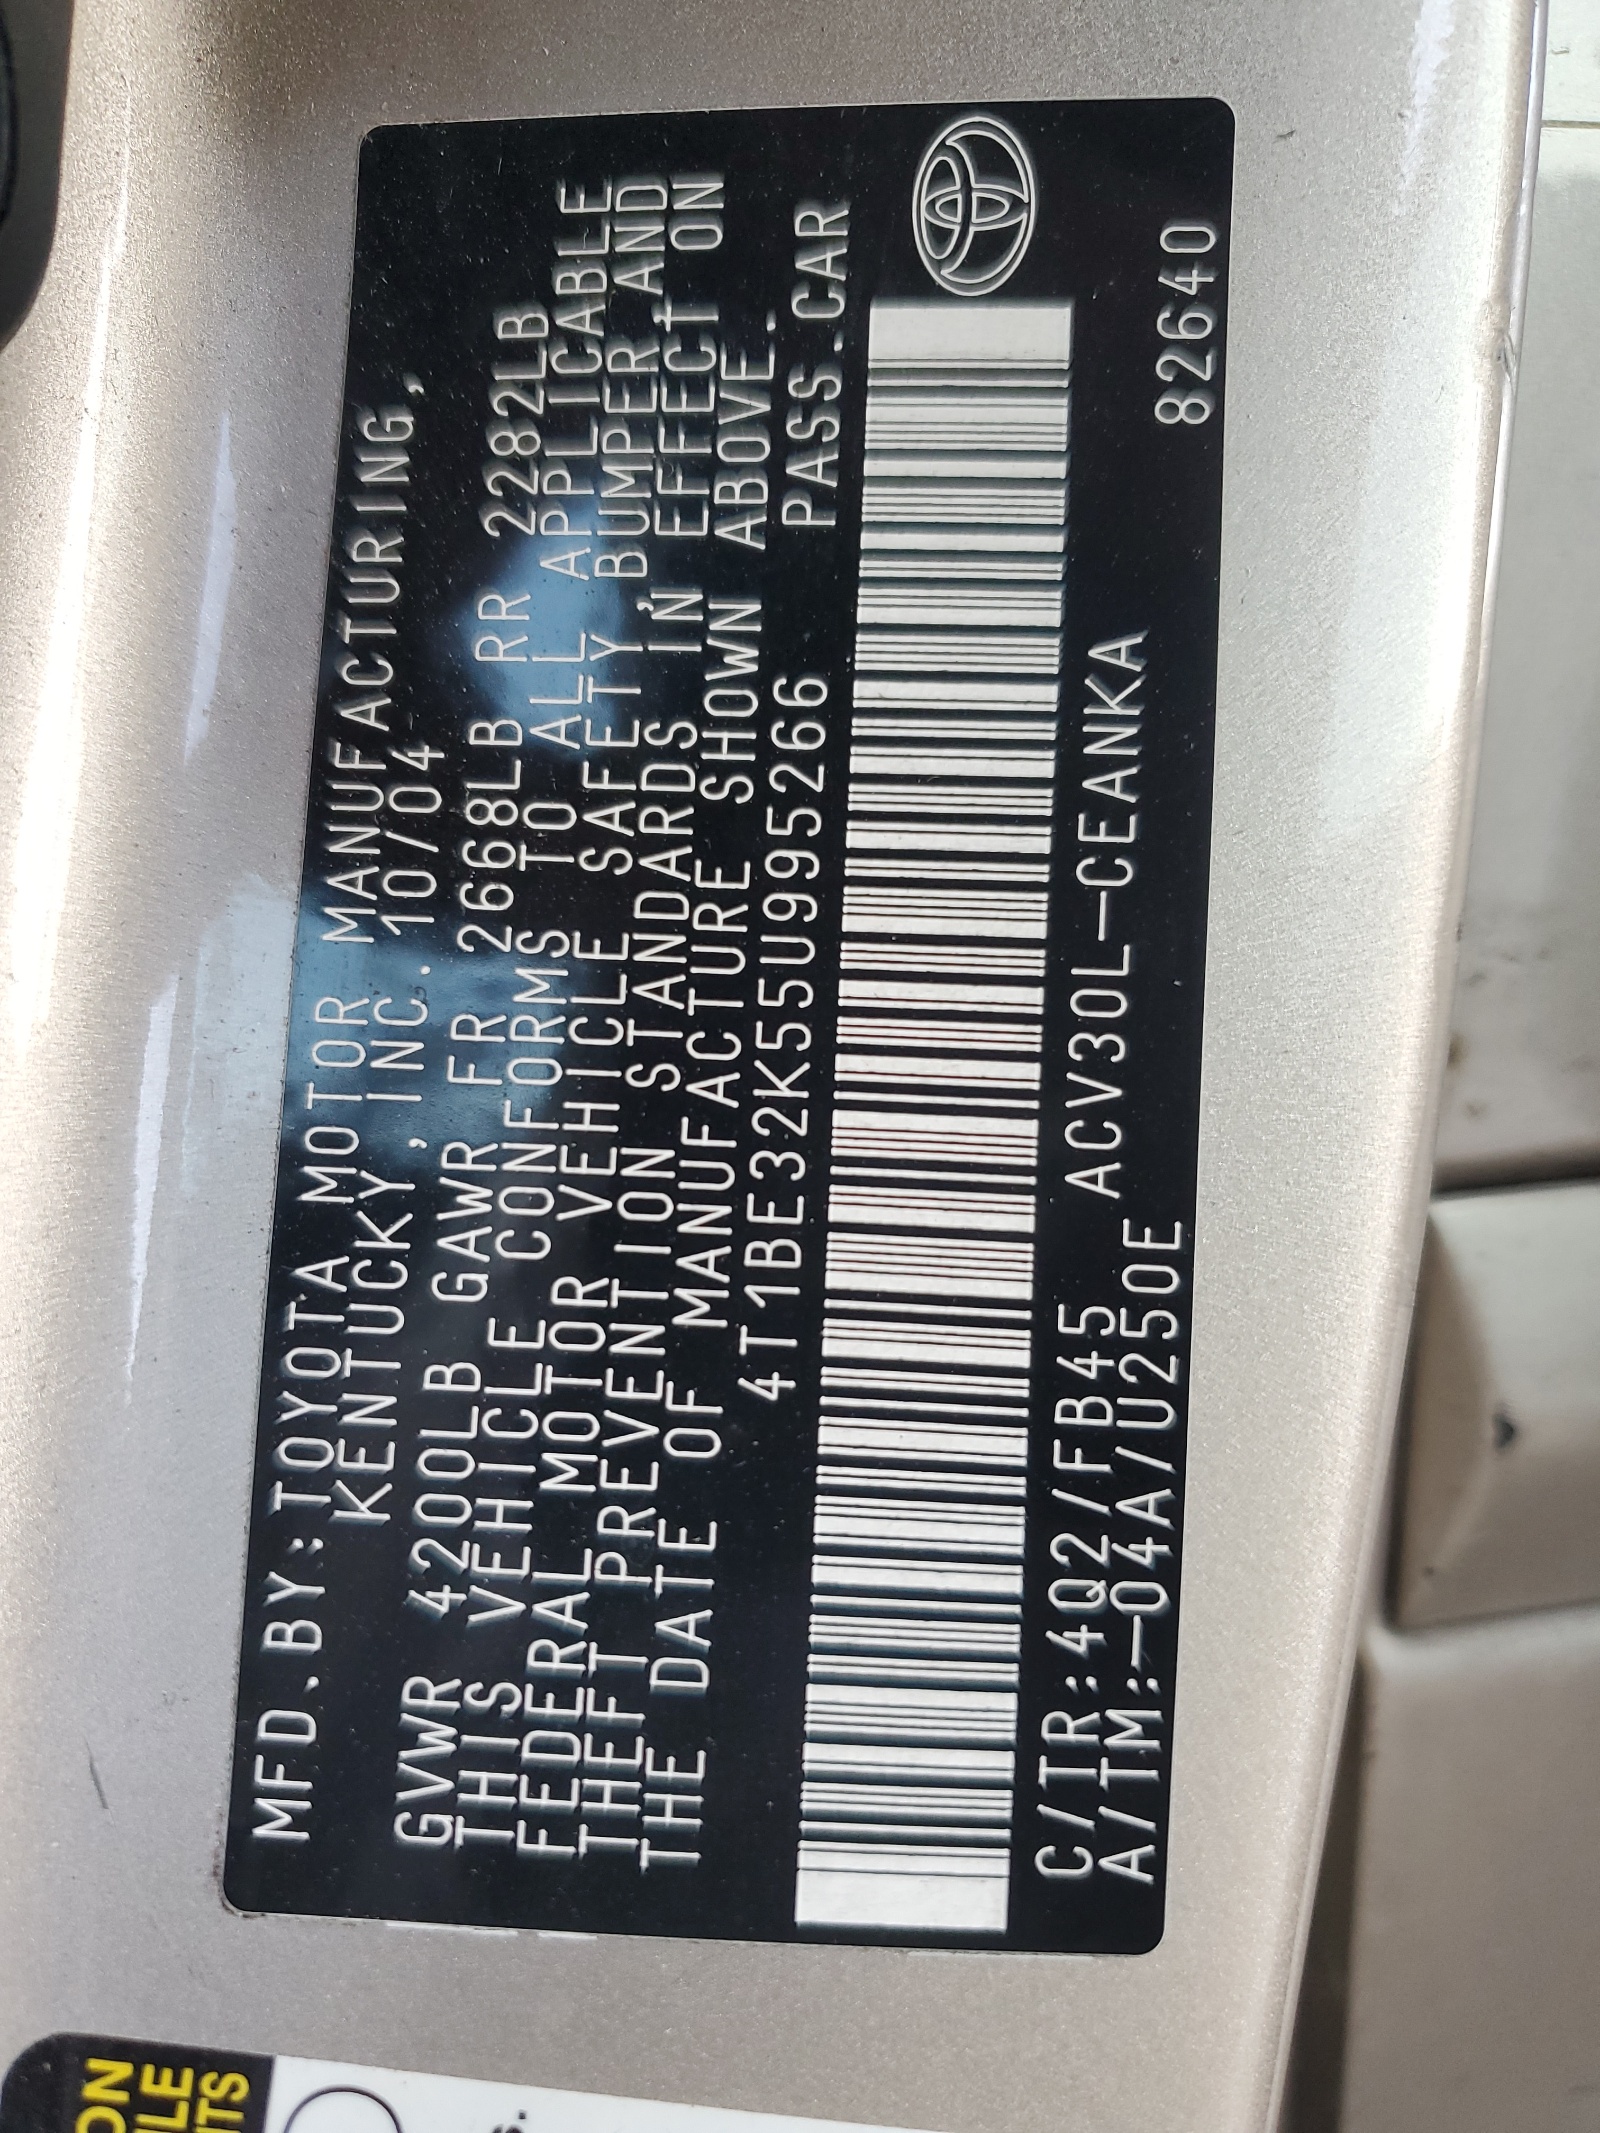 MFD.BY:TOYOTA MOTOR MANUFACTURING,
KENTUCKY, INC. 10/04
GVWR 4200LB GAWR FR 2668LB RR 2282LB
THIS VEHICLE CONFORMS TO ALL APPLICABLE
FEDERAL MOTOR VEHICLE SAFETY, BUMPER AND
THEFT PREVENTION STANDARDS IN EFFECT ON
THE DATE OF MANUFACTURE SHOWN ABOVE.
4T1BE32K55U995266 PASS.CAR
C/TR:4Q2/FB45 ACV30L-CEANKA
A/TM:-04A/U250E 82640